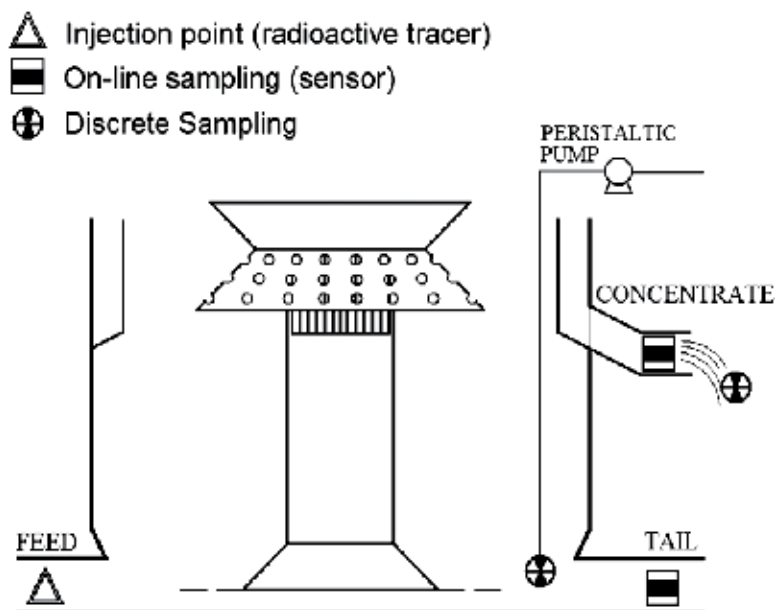 Injection point (radioactive tracer)
On-line sampling (sensor)
Discrete Sampling
PERISTALTIC
PUMP
CONCENTRATE
FEED
TAIL